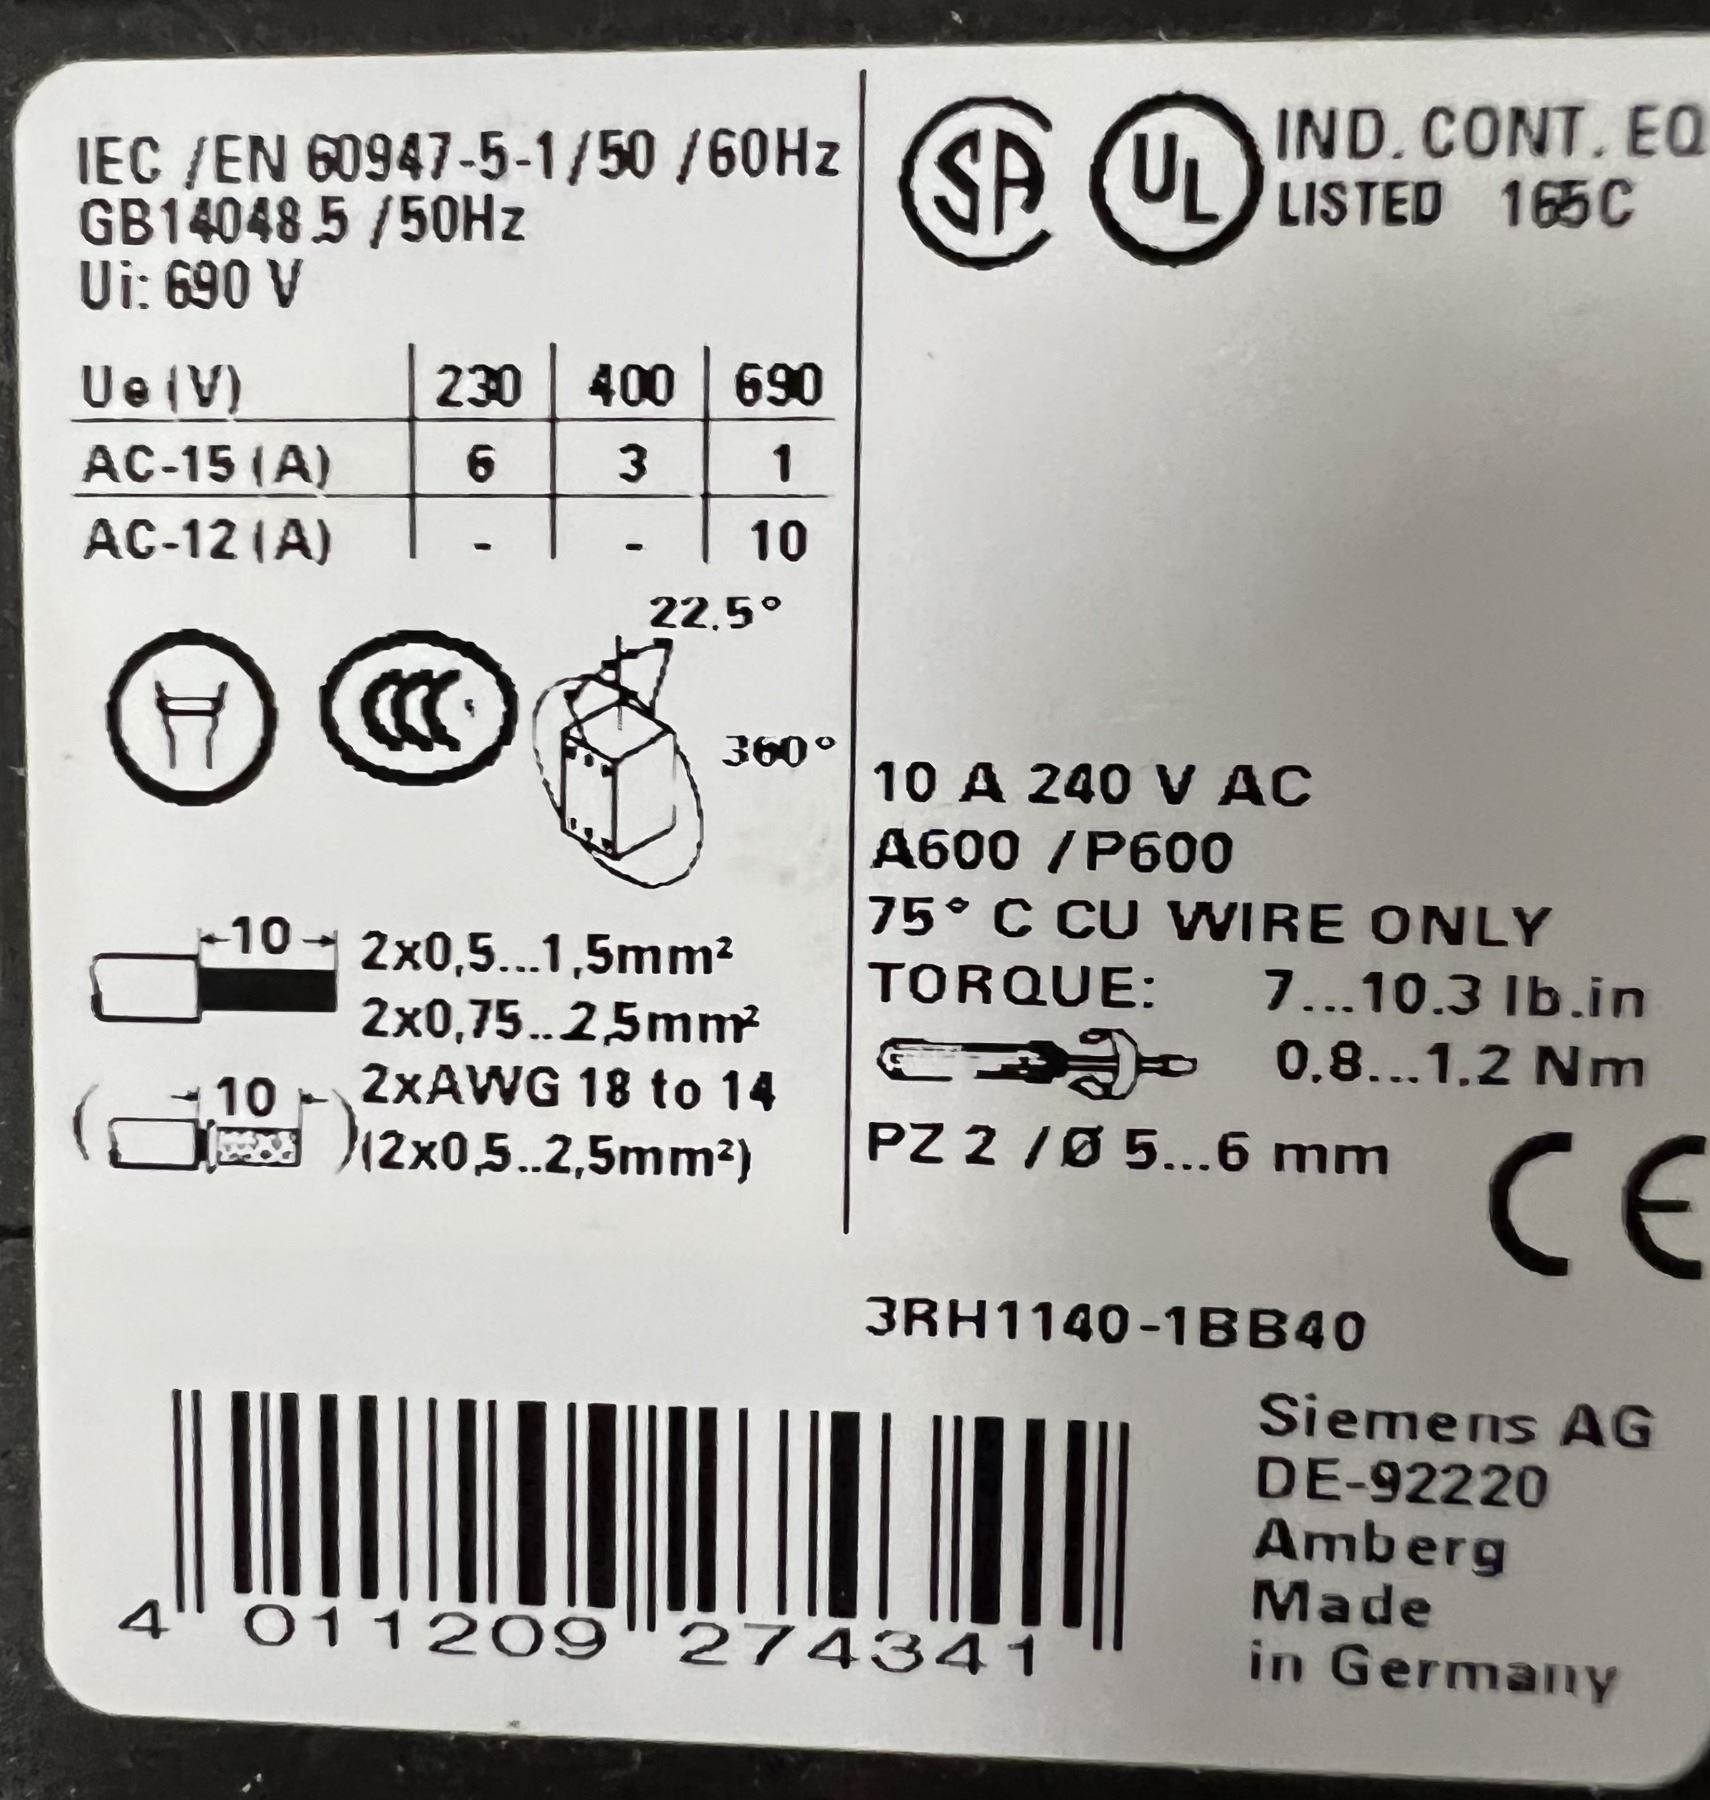 IEC /EN 60947-5-1/50 /60Hz
GB14048.5 /50Hz
Ui: 690 V
Ue(V) 230 400 690
AC-15(A) 6 3 1
AC-12(A) - - 10
CCC
22.5°
360°
10
2x0,5...1,5mm²
2x0,75..2,5mm²
2xAWG 18 to 14
10
(2x0,5..2,5mm²)
SA UL IND. CONT. EQ
LISTED 165C
10 A 240 V AC
A600 /P600
75° C CU WIRE ONLY
TORQUE: 7...10.3 lb.in
0.8...1.2 Nm
PZ 2 / Ø 5...6 mm
CE
3RH1140-1BB40
4 011209 274341
Siemens AG
DE-92220
Amberg
Made
in Germany